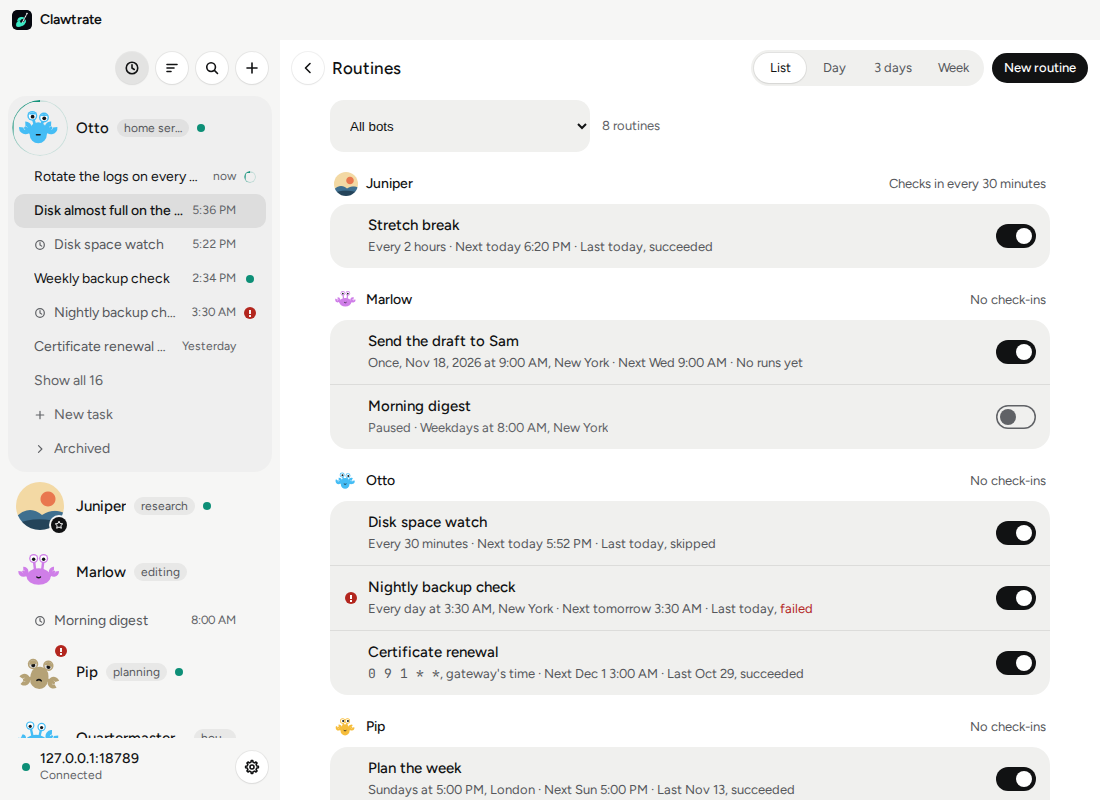 Clawtrate
Routines
List
Day
3 days
Week
New routine
Otto
home ser...
Rotate the logs on every ...
now
Disk almost full on the ...
5:36 PM
Disk space watch
5:22 PM
Weekly backup check
2:34 PM
Nightly backup ch...
3:30 AM
Certificate renewal ...
Yesterday
Show all 16
New task
Archived
Juniper
research
Marlow
editing
Morning digest
8:00 AM
Pip
planning
Quartermaster
127.0.0.1:18789
Connected
All bots
8 routines
Juniper
Checks in every 30 minutes
Stretch break
Every 2 hours · Next today 6:20 PM · Last today, succeeded
Marlow
No check-ins
Send the draft to Sam
Once, Nov 18, 2026 at 9:00 AM, New York · Next Wed 9:00 AM · No runs yet
Morning digest
Paused · Weekdays at 8:00 AM, New York
Otto
No check-ins
Disk space watch
Every 30 minutes · Next today 5:52 PM · Last today, skipped
Nightly backup check
Every day at 3:30 AM, New York · Next tomorrow 3:30 AM · Last today, failed
Certificate renewal
0 9 1 * *, gateway's time · Next Dec 1 3:00 AM · Last Oct 29, succeeded
Pip
No check-ins
Plan the week
Sundays at 5:00 PM, London · Next Sun 5:00 PM · Last Nov 13, succeeded